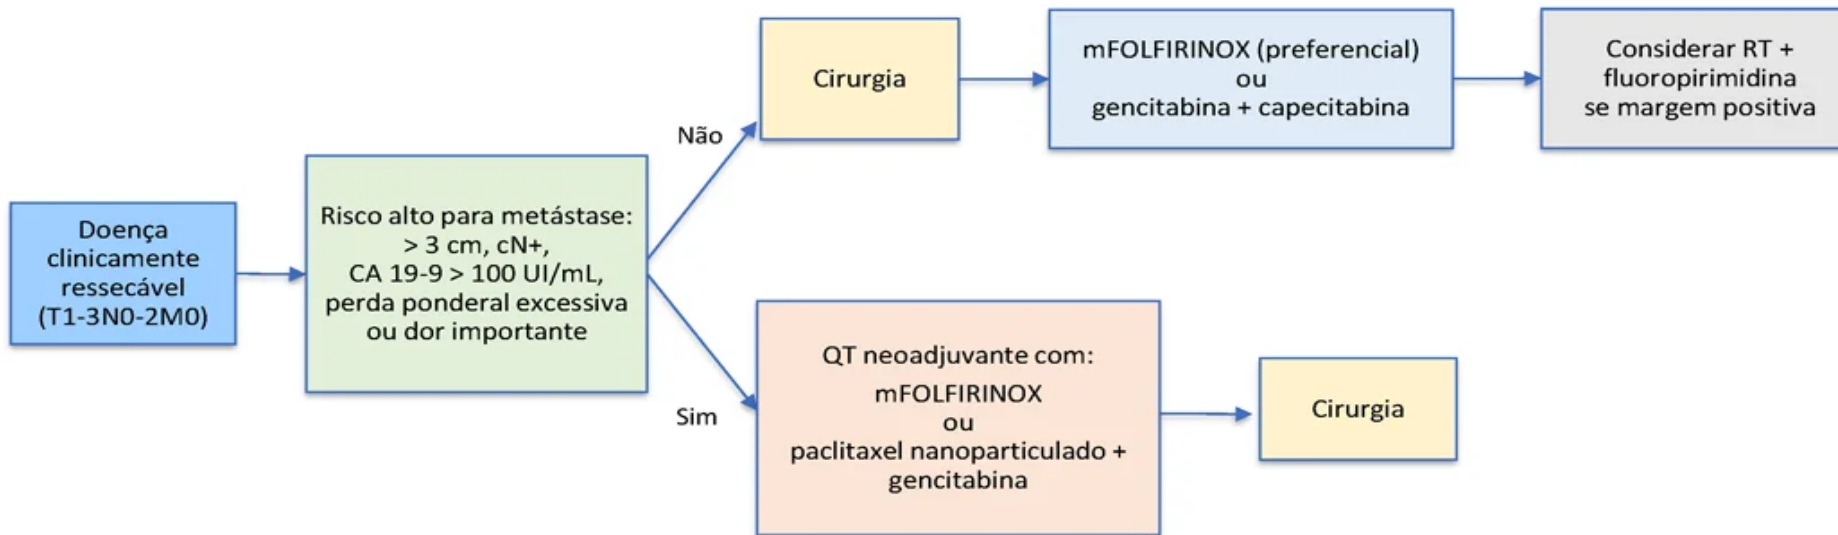 Doença
clinicamente
ressecável
(T1-3N0-2M0)
Risco alto para metástase:
> 3 cm, cN+,
CA 19-9 > 100 UI/mL,
perda ponderal excessiva
ou dor importante
Não
Cirurgia
mFOLFIRINOX (preferencial)
ou
gencitabina + capecitabina
Considerar RT +
fluoropirimidina
se margem positiva
Sim
QT neoadjuvante com:
mFOLFIRINOX
ou
paclitaxel nanoparticulado +
gencitabina
Cirurgia